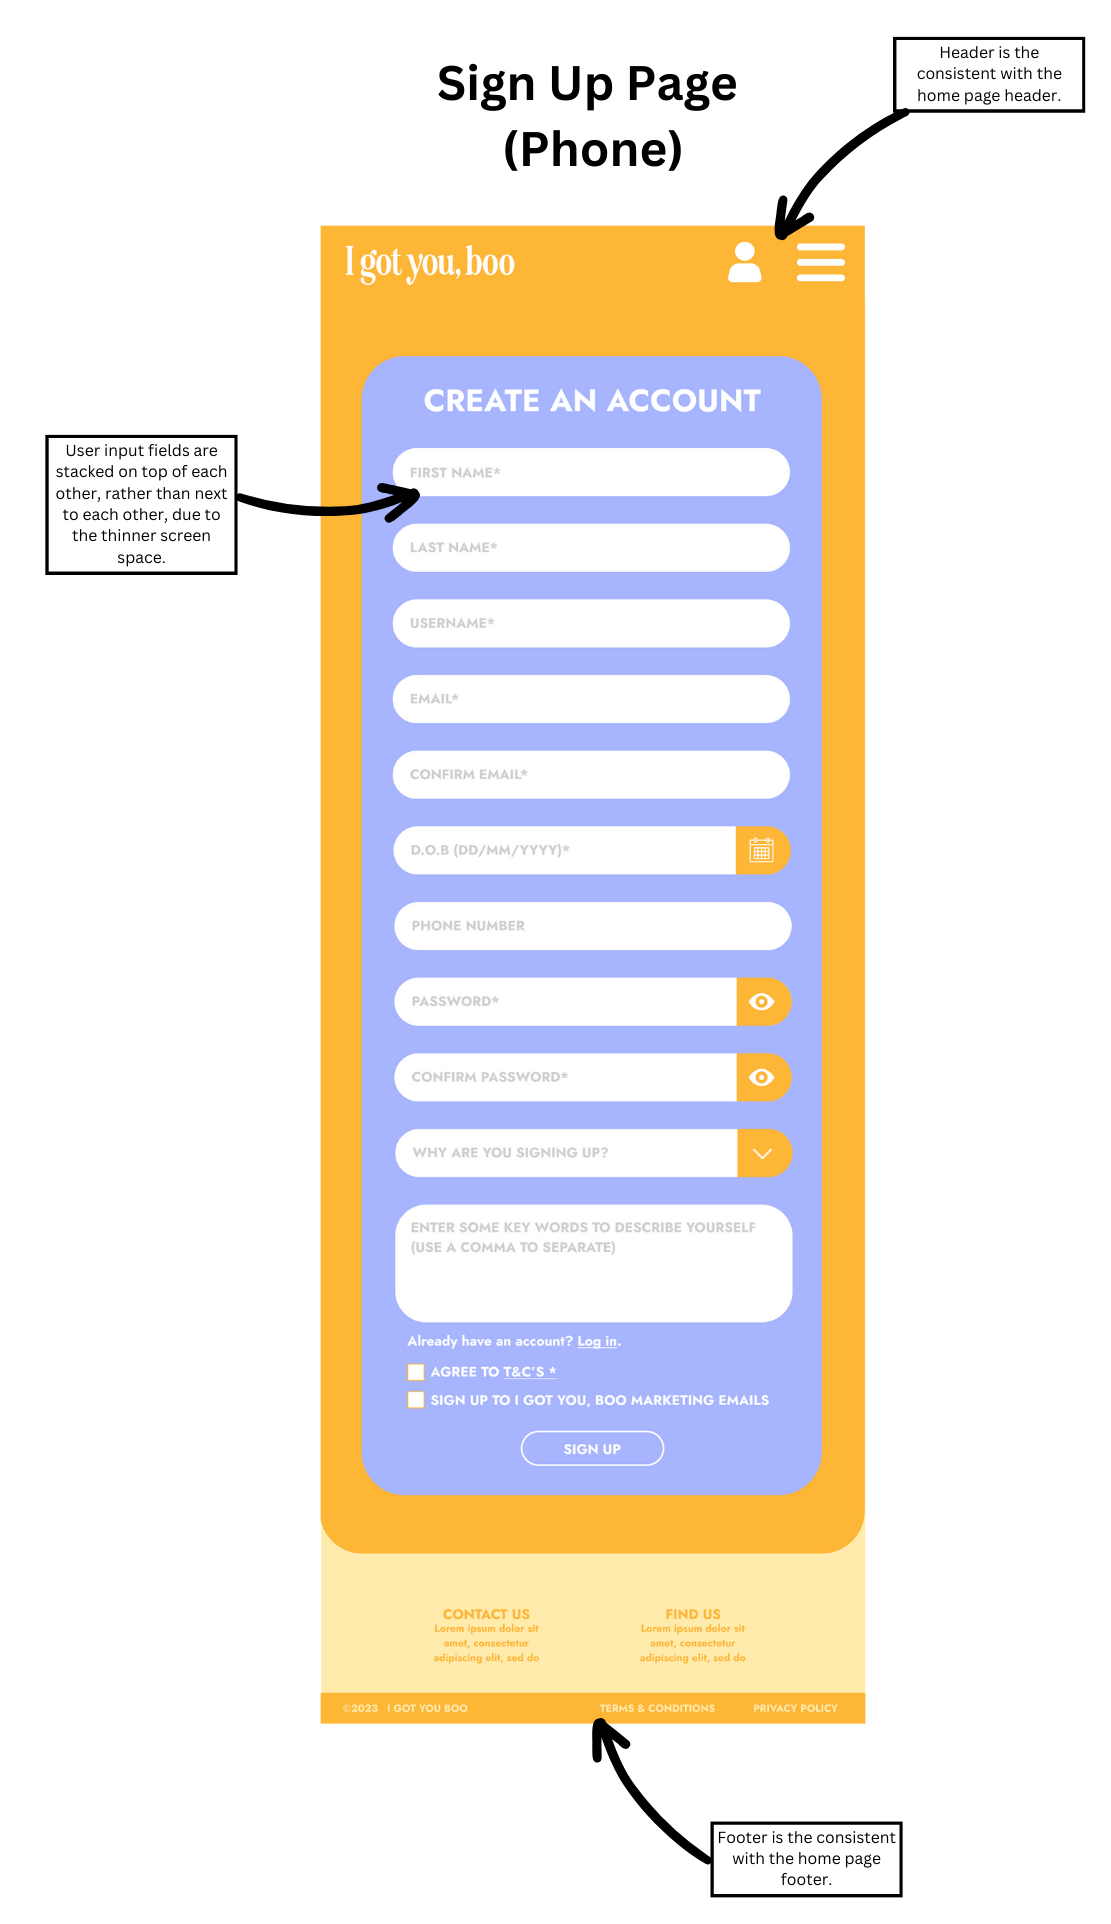 Sign Up Page
(Phone)
Header is the
consistent with the
home page header.
I got you, boo
CREATE AN ACCOUNT
User input fields are
stacked on top of each
other, rather than next
to each other, due to
the thinner screen
space.
FIRST NAME*
LAST NAME*
USERNAME*
EMAIL*
CONFIRM EMAIL*
D.O.B (DD/MM/YYYY)*
PHONE NUMBER
PASSWORD*
CONFIRM PASSWORD*
WHY ARE YOU SIGNING UP?
ENTER SOME KEY WORDS TO DESCRIBE YOURSELF
(USE A COMMA TO SEPARATE)
Already have an account? Log in.
AGREE TO T&C'S *
SIGN UP TO I GOT YOU, BOO MARKETING EMAILS
SIGN UP
CONTACT US
Lorem ipsum dolor sit
amet, consectetur
adipiscing elit, sed do
FIND US
Lorem ipsum dolor sit
amet, consectetur
adipiscing elit, sed do
©2023 I GOT YOU BOO
TERMS & CONDITIONS
PRIVACY POLICY
Footer is the consistent
with the home page
footer.